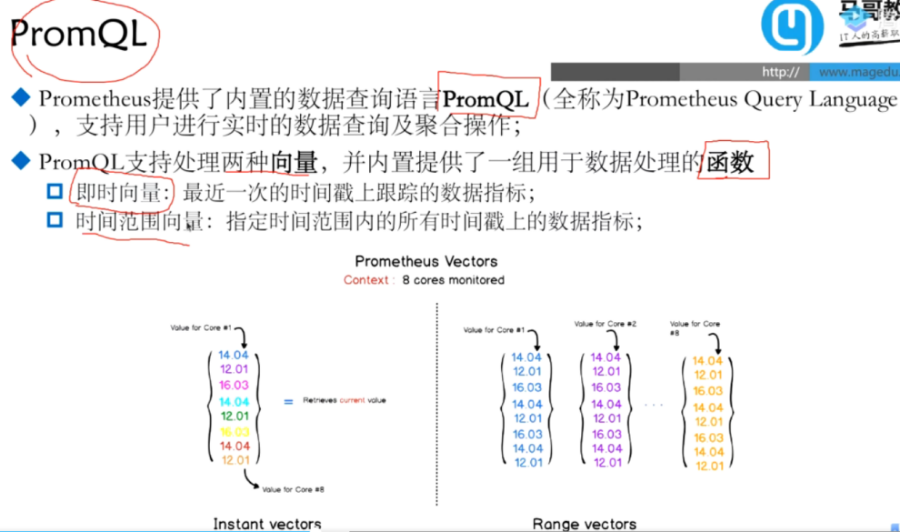 PromQL
马哥教
IT人的高薪职
http://
www.magedu
Prometheus提供了内置的数据查询语言PromQL（全称为Prometheus Query Language
），支持用户进行实时的数据查询及聚合操作；
PromQL支持处理两种向量，并内置提供了一组用于数据处理的函数
即时向量：最近一次的时间戳上跟踪的数据指标；
时间范围向量：指定时间范围内的所有时间戳上的数据指标；
Prometheus Vectors
Context : 8 cores monitored
Value for Core #1
14.04
12.01
16.03
14.04
12.01
16.03
14.04
12.01
Value for Core #8
= Retrieves current value
Instant vectors
Value for Core #1
14.04
12.01
16.03
14.04
12.01
16.03
14.04
12.01
Value for Core #2
14.04
12.01
16.03
14.04
12.01
16.03
14.04
12.01
. . .
Value for Core
#8
14.04
12.01
16.03
14.04
12.01
16.03
14.04
12.01
Range vectors